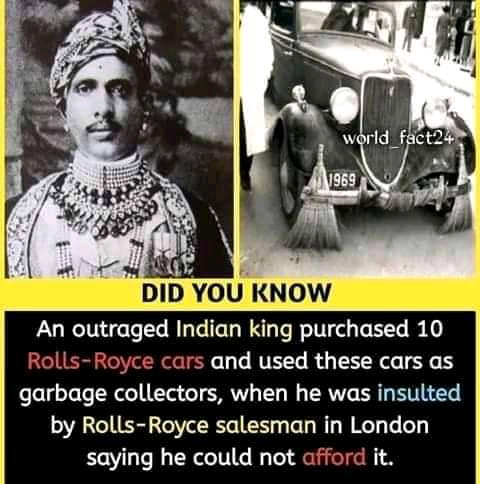 world_fact24
1969
DID YOU KNOW
An outraged Indian king purchased 10
Rolls-Royce cars and used these cars as
garbage collectors, when he was insulted
by Rolls-Royce salesman in London
saying he could not afford it.